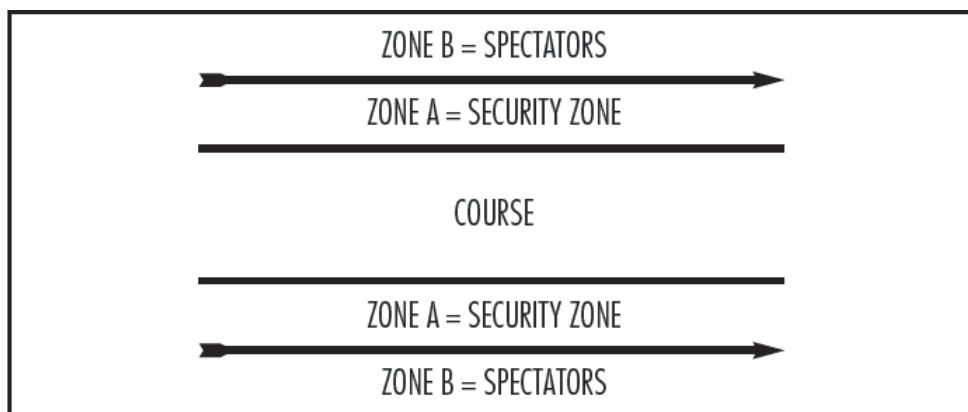 ZONE B = SPECTATORS
ZONE A = SECURITY ZONE
COURSE
ZONE A = SECURITY ZONE
ZONE B = SPECTATORS